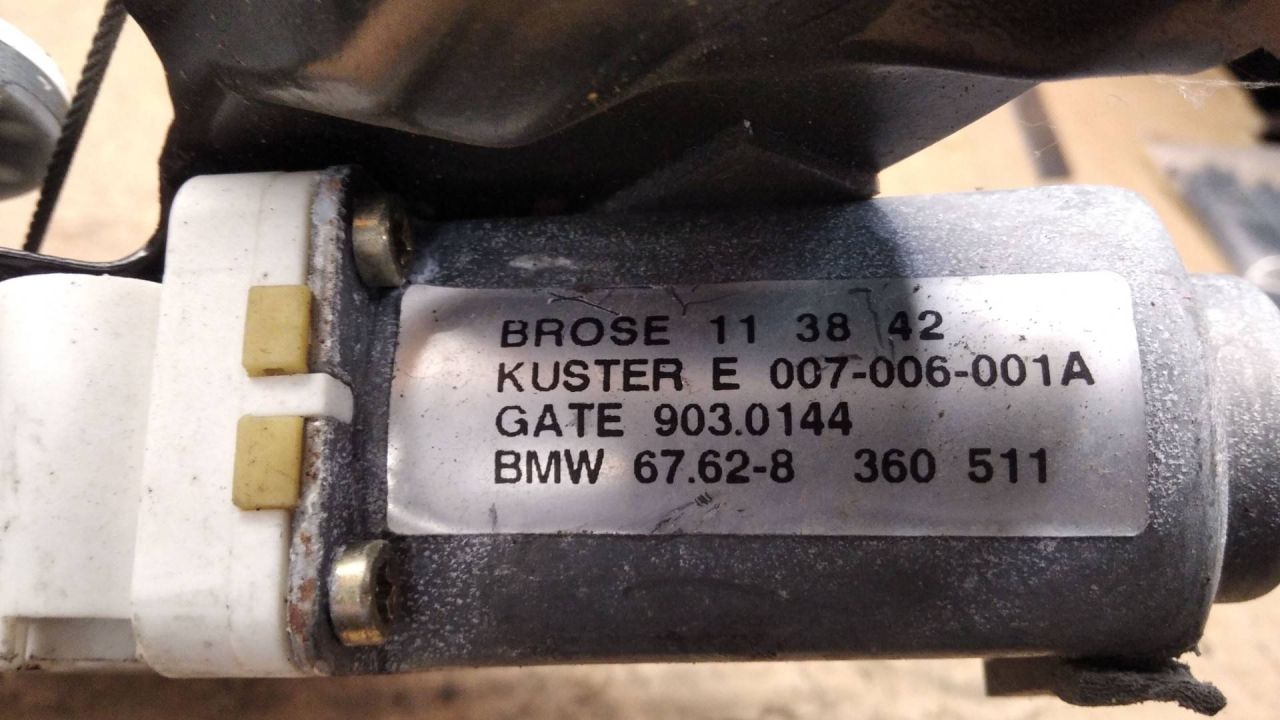 BROSE 11 38 42
KUSTER E 007-006-001A
GATE 903.0144
BMW 67.62-8 360 511